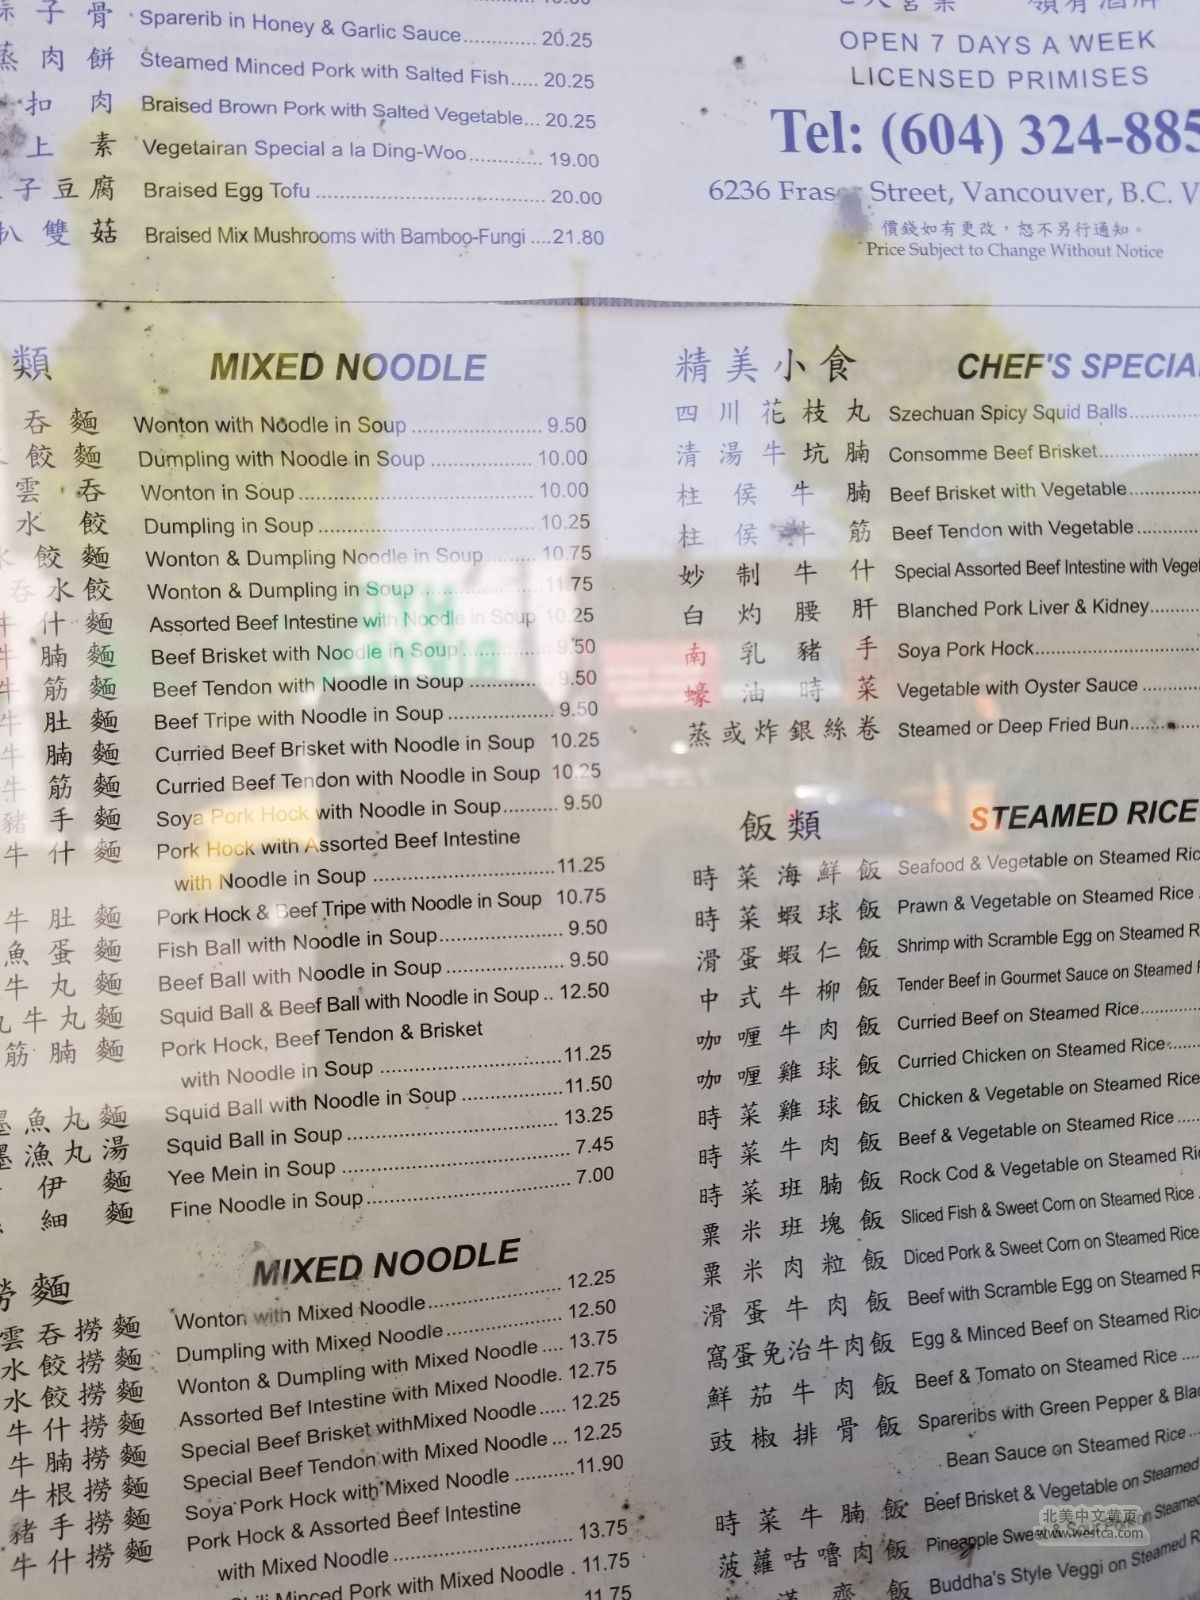 子 骨 Sparerib in Honey & Garlic Sauce............. 20.25
蒸 肉 餅 Steamed Minced Pork with Salted Fish..... 20.25
扣 肉 Braised Brown Pork with Salted Vegetable... 20.25
上 素 Vegetairan Special a la Ding-Woo............. 19.00
子 豆 腐 Braised Egg Tofu ........................................ 20.00
扒 雙 菇 Braised Mix Mushrooms with Bamboo-Fungi ....21.80
OPEN 7 DAYS A WEEK
LICENSED PRIMISES
Tel: (604) 324-885
6236 Fraser Street, Vancouver, B.C. V
價錢如有更改，恕不另行通知。
Price Subject to Change Without Notice
類 MIXED NOODLE
吞 麵 Wonton with Noodle in Soup ...................... 9.50
餃 麵 Dumpling with Noodle in Soup ................. 10.00
雲 吞 Wonton in Soup ....................................... 10.00
水 餃 Dumpling in Soup ..................................... 10.25
水 餃 麵 Wonton & Dumpling Noodle in Soup ......... 10.75
吞 水 餃 Wonton & Dumpling in Soup ..................... 11.75
牛 什 麵 Assorted Beef Intestine with Noodle in Soup 10.25
牛 腩 麵 Beef Brisket with Noodle in Soup ................ 9.50
牛 筋 麵 Beef Tendon with Noodle in Soup ............... 9.50
牛 肚 麵 Beef Tripe with Noodle in Soup .................. 9.50
牛 腩 麵 Curried Beef Brisket with Noodle in Soup 10.25
牛 筋 麵 Curried Beef Tendon with Noodle in Soup 10.25
豬 手 麵 Soya Pork Hock with Noodle in Soup......... 9.50
牛 什 麵 Pork Hock with Assorted Beef Intestine
with Noodle in Soup ..............................11.25
牛 肚 麵 Pork Hock & Beef Tripe with Noodle in Soup 10.75
魚 蛋 麵 Fish Ball with Noodle in Soup..................... 9.50
牛 丸 麵 Beef Ball with Noodle in Soup .................... 9.50
丸 牛 丸 麵 Squid Ball & Beef Ball with Noodle in Soup .. 12.50
筋 腩 麵 Pork Hock, Beef Tendon & Brisket
with Noodle in Soup ..............................11.25
墨 魚 丸 麵 Squid Ball with Noodle in Soup .................11.50
墨 漁 丸 湯 Squid Ball in Soup ................................... 13.25
伊 麵 Yee Mein in Soup ...................................... 7.45
細 麵 Fine Noodle in Soup.................................. 7.00
撈 麵 MIXED NOODLE
雲 吞 撈 麵 Wonton with Mixed Noodle...................... 12.25
水 餃 撈 麵 Dumpling with Mixed Noodle................... 12.50
水 餃 撈 麵 Wonton & Dumpling with Mixed Noodle .... 13.75
牛 什 撈 麵 Assorted Bef Intestine with Mixed Noodle. 12.75
牛 腩 撈 麵 Special Beef Brisket withMixed Noodle ..... 12.25
牛 根 撈 麵 Special Beef Tendon with Mixed Noodle ... 12.25
豬 手 撈 麵 Soya Pork Hock with Mixed Noodle ..........11.90
牛 什 撈 麵 Pork Hock & Assorted Beef Intestine
with Mixed Noodle .............................. 13.75
Minced Pork with Mixed Noodle . 11.75
11.75
精 美 小 食 CHEF'S SPECIA
四 川 花 枝 丸 Szechuan Spicy Squid Balls............
清 湯 牛 坑 腩 Consomme Beef Brisket.................
柱 侯 牛 腩 Beef Brisket with Vegetable............
柱 侯 牛 筋 Beef Tendon with Vegetable ..........
妙 制 牛 什 Special Assorted Beef Intestine with Veget
白 灼 腰 肝 Blanched Pork Liver & Kidney........
南 乳 豬 手 Soya Pork Hock...........................
蠔 油 時 菜 Vegetable with Oyster Sauce .........
蒸 或 炸 銀 絲 卷 Steamed or Deep Fried Bun...........
飯 類 STEAMED RICE
時 菜 海 鮮 飯 Seafood & Vegetable on Steamed Ric
時 菜 蝦 球 飯 Prawn & Vegetable on Steamed Rice .
滑 蛋 蝦 仁 飯 Shrimp with Scramble Egg on Steamed R
中 式 牛 柳 飯 Tender Beef in Gourmet Sauce on Steamed
咖 喱 牛 肉 飯 Curried Beef on Steamed Rice..........
咖 喱 雞 球 飯 Curried Chicken on Steamed Rice......
時 菜 雞 球 飯 Chicken & Vegetable on Steamed Ri
時 菜 牛 肉 飯 Beef & Vegetable on Steamed Rice ....
時 菜 班 腩 飯 Rock Cod & Vegetable on Steamed Ri
粟 米 班 塊 飯 Sliced Fish & Sweet Corn on Steamed Rice .
粟 米 肉 粒 飯 Diced Pork & Sweet Corn on Steamed Rice
滑 蛋 牛 肉 飯 Beef with Scramble Egg on Steamed R
窩蛋免治牛肉飯 Egg & Minced Beef on Steamed Rice
鮮 茄 牛 肉 飯 Beef & Tomato on Steamed Rice ....
豉 椒 排 骨 飯 Spareribs with Green Pepper & Bla
Bean Sauce on Steamed Rice ...
時 菜 牛 腩 飯 Beef Brisket & Vegetable on Steamed
菠 蘿 咕 嚕 肉 飯 Pineapple Sweet & Sour Pork on Steamed
齋 飯 Buddha's Style Veggi on Steamed R
北美中文黄页
www.westca.com